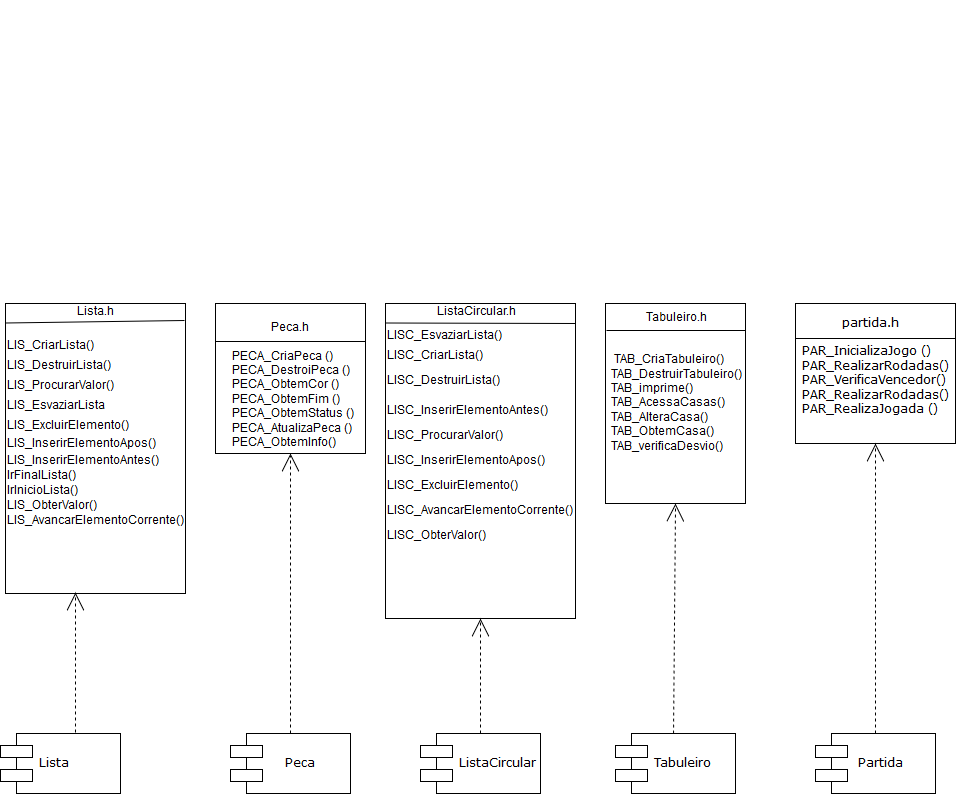 Lista.h
LIS_CriarLista()
LIS_DestruirLista()
LIS_ProcurarValor()
LIS_EsvaziarLista
LIS_ExcluirElemento()
LIS_InserirElementoApos()
LIS_InserirElementoAntes()
IrFinalLista()
IrInicioLista()
LIS_ObterValor()
LIS_AvancarElementoCorrente()
Peca.h
PECA_CriaPeca ()
PECA_DestroiPeca ()
PECA_ObtemCor ()
PECA_ObtemFim ()
PECA_ObtemStatus ()
PECA_AtualizaPeca ()
PECA_ObtemInfo()
ListaCircular.h
LISC_EsvaziarLista()
LISC_CriarLista()
LISC_DestruirLista()
LISC_InserirElementoAntes()
LISC_ProcurarValor()
LISC_InserirElementoApos()
LISC_ExcluirElemento()
LISC_AvancarElementoCorrente()
LISC_ObterValor()
Tabuleiro.h
TAB_CriaTabuleiro()
TAB_DestruirTabuleiro()
TAB_imprime()
TAB_AcessaCasas()
TAB_AlteraCasa()
TAB_ObtemCasa()
TAB_verificaDesvio()
partida.h
PAR_InicializaJogo ()
PAR_RealizarRodadas()
PAR_VerificaVencedor()
PAR_RealizarRodadas()
PAR_RealizaJogada ()
Lista
Peca
ListaCircular
Tabuleiro
Partida